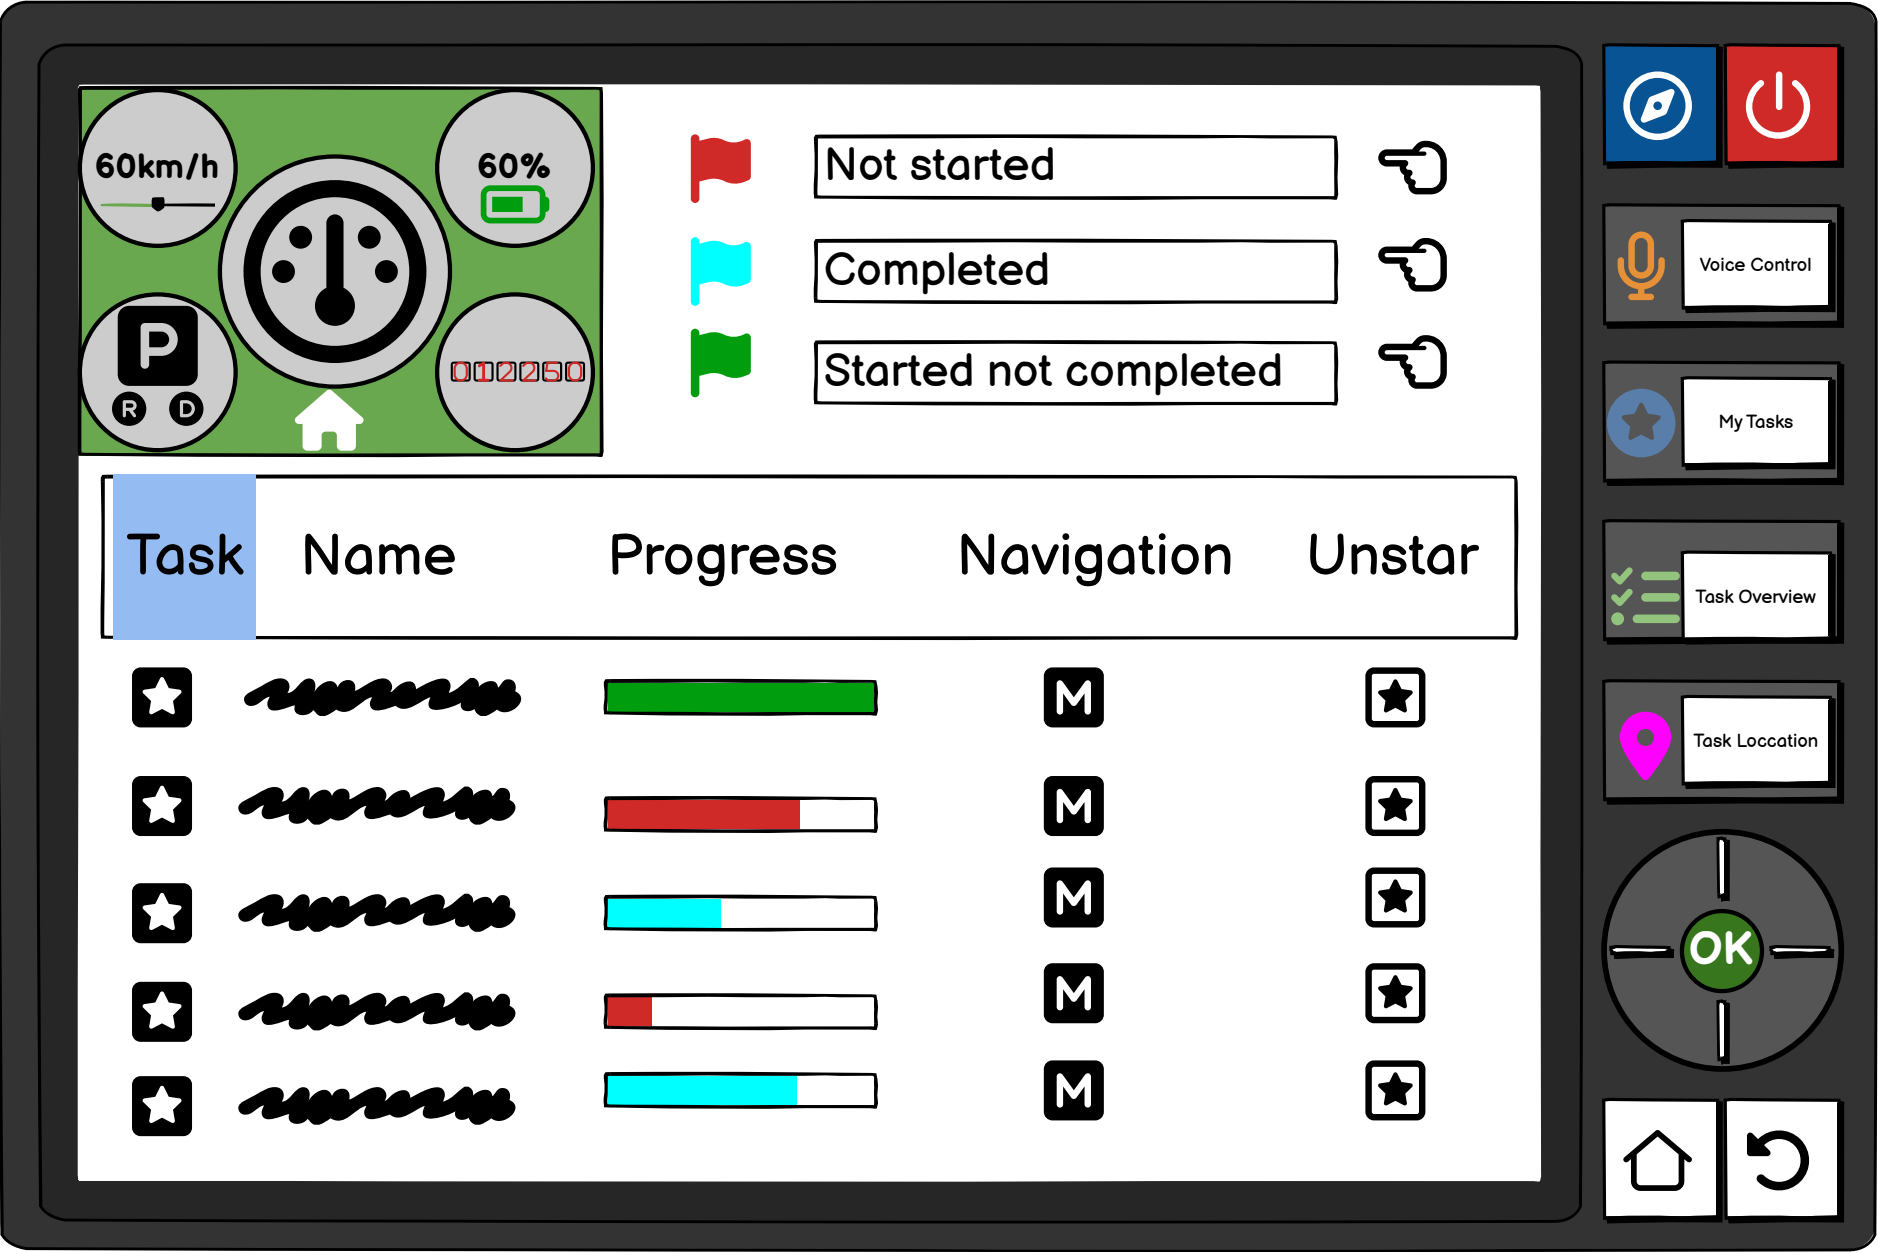 60km/h
60%
P
R D
012250
Not started
Completed
Started not completed
Task Name Progress Navigation Unstar
M
M
M
M
M
Voice Control
My Tasks
Task Overview
Task Loccation
OK